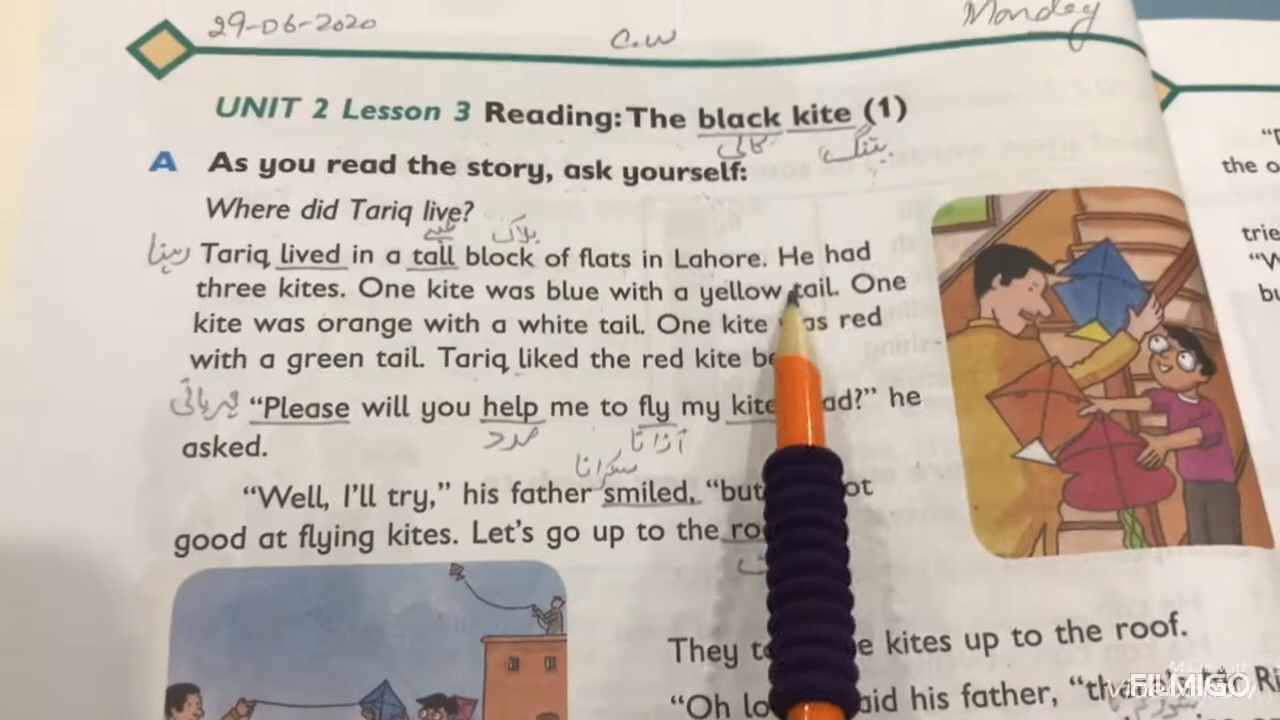 29-06-2020 C.W Monday
UNIT 2 Lesson 3 Reading: The black kite (1)
کالی پتنگ
A As you read the story, ask yourself:
Where did Tariq live?
بلاک
رہنا Tariq lived in a tall block of flats in Lahore. He had
three kites. One kite was blue with a yellow tail. One
kite was orange with a white tail. One kite as red
with a green tail. Tariq liked the red kite be
"Please will you help me to fly my kite ad?" he
مدد
asked.
"Well, I'll try," his father smiled, "but ot
good at flying kites. Let's go up to the ro
They t e kites up to the roof.
"Oh lo aid his father, "th
the o
trie
"W
bu
FILMIGO